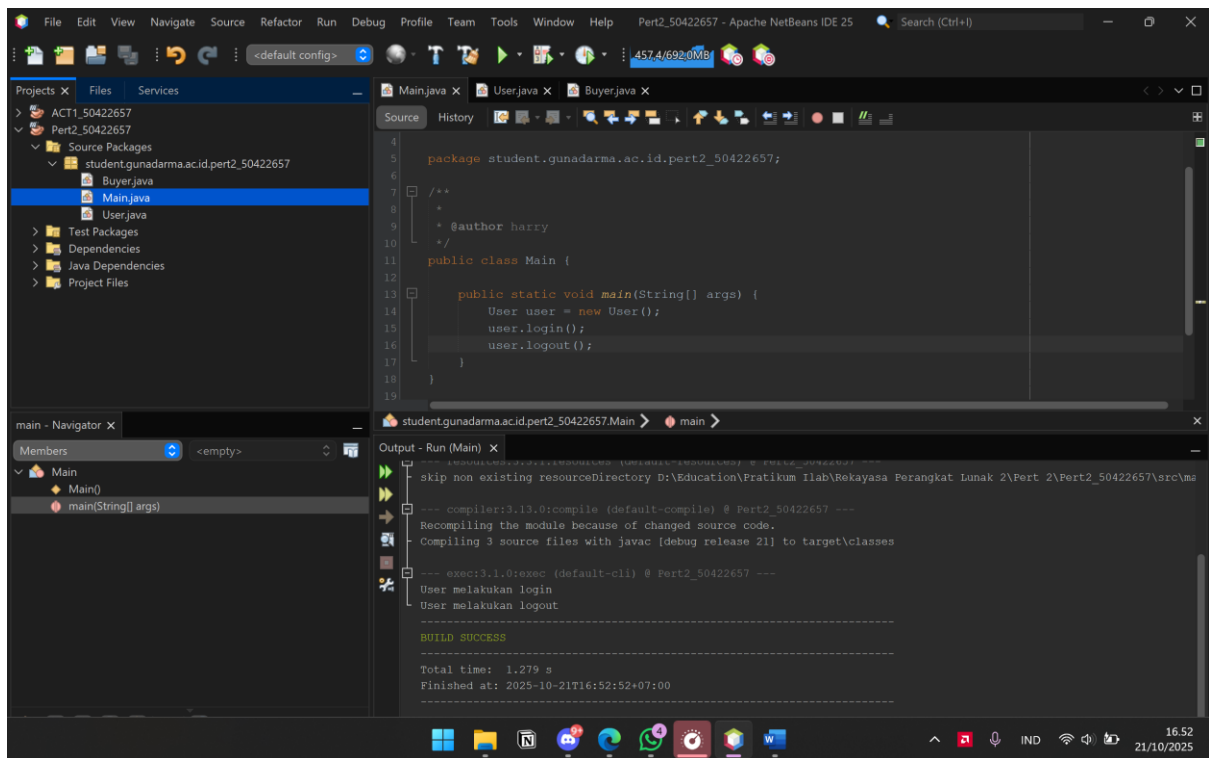 File Edit View Navigate Source Refactor Run Debug Profile Team Tools Window Help Pert2_50422657 - Apache NetBeans IDE 25 Search (Ctrl+I)
<default config> 457,4/692,0MB
Projects Files Services
ACT1_50422657
Pert2_50422657
Source Packages
student.gunadarma.ac.id.pert2_50422657
Buyer.java
Main.java
User.java
Test Packages
Dependencies
Java Dependencies
Project Files
Main.java User.java Buyer.java
Source History
4
5 package student.gunadarma.ac.id.pert2_50422657;
6
7 /**
8 *
9 * @author harry
10 */
11 public class Main {
12
13 public static void main(String[] args) {
14 User user = new User();
15 user.login();
16 user.logout();
17 }
18 }
19
student.gunadarma.ac.id.pert2_50422657.Main main
main - Navigator
Members <empty>
Main
Main()
main(String[] args)
Output - Run (Main)
--- resources:3.3.1:resources (default-resources) @ Pert2_50422657 ---
skip non existing resourceDirectory D:\Education\Pratikum Ilab\Rekayasa Perangkat Lunak 2\Pert 2\Pert2_50422657\src\ma
--- compiler:3.13.0:compile (default-compile) @ Pert2_50422657 ---
Recompiling the module because of changed source code.
Compiling 3 source files with javac [debug release 21] to target\classes
--- exec:3.1.0:exec (default-cli) @ Pert2_50422657 ---
User melakukan login
User melakukan logout
------------------------------------------------------------------------
BUILD SUCCESS
------------------------------------------------------------------------
Total time: 1.279 s
Finished at: 2025-10-21T16:52:52+07:00
------------------------------------------------------------------------
IND 16.52
21/10/2025